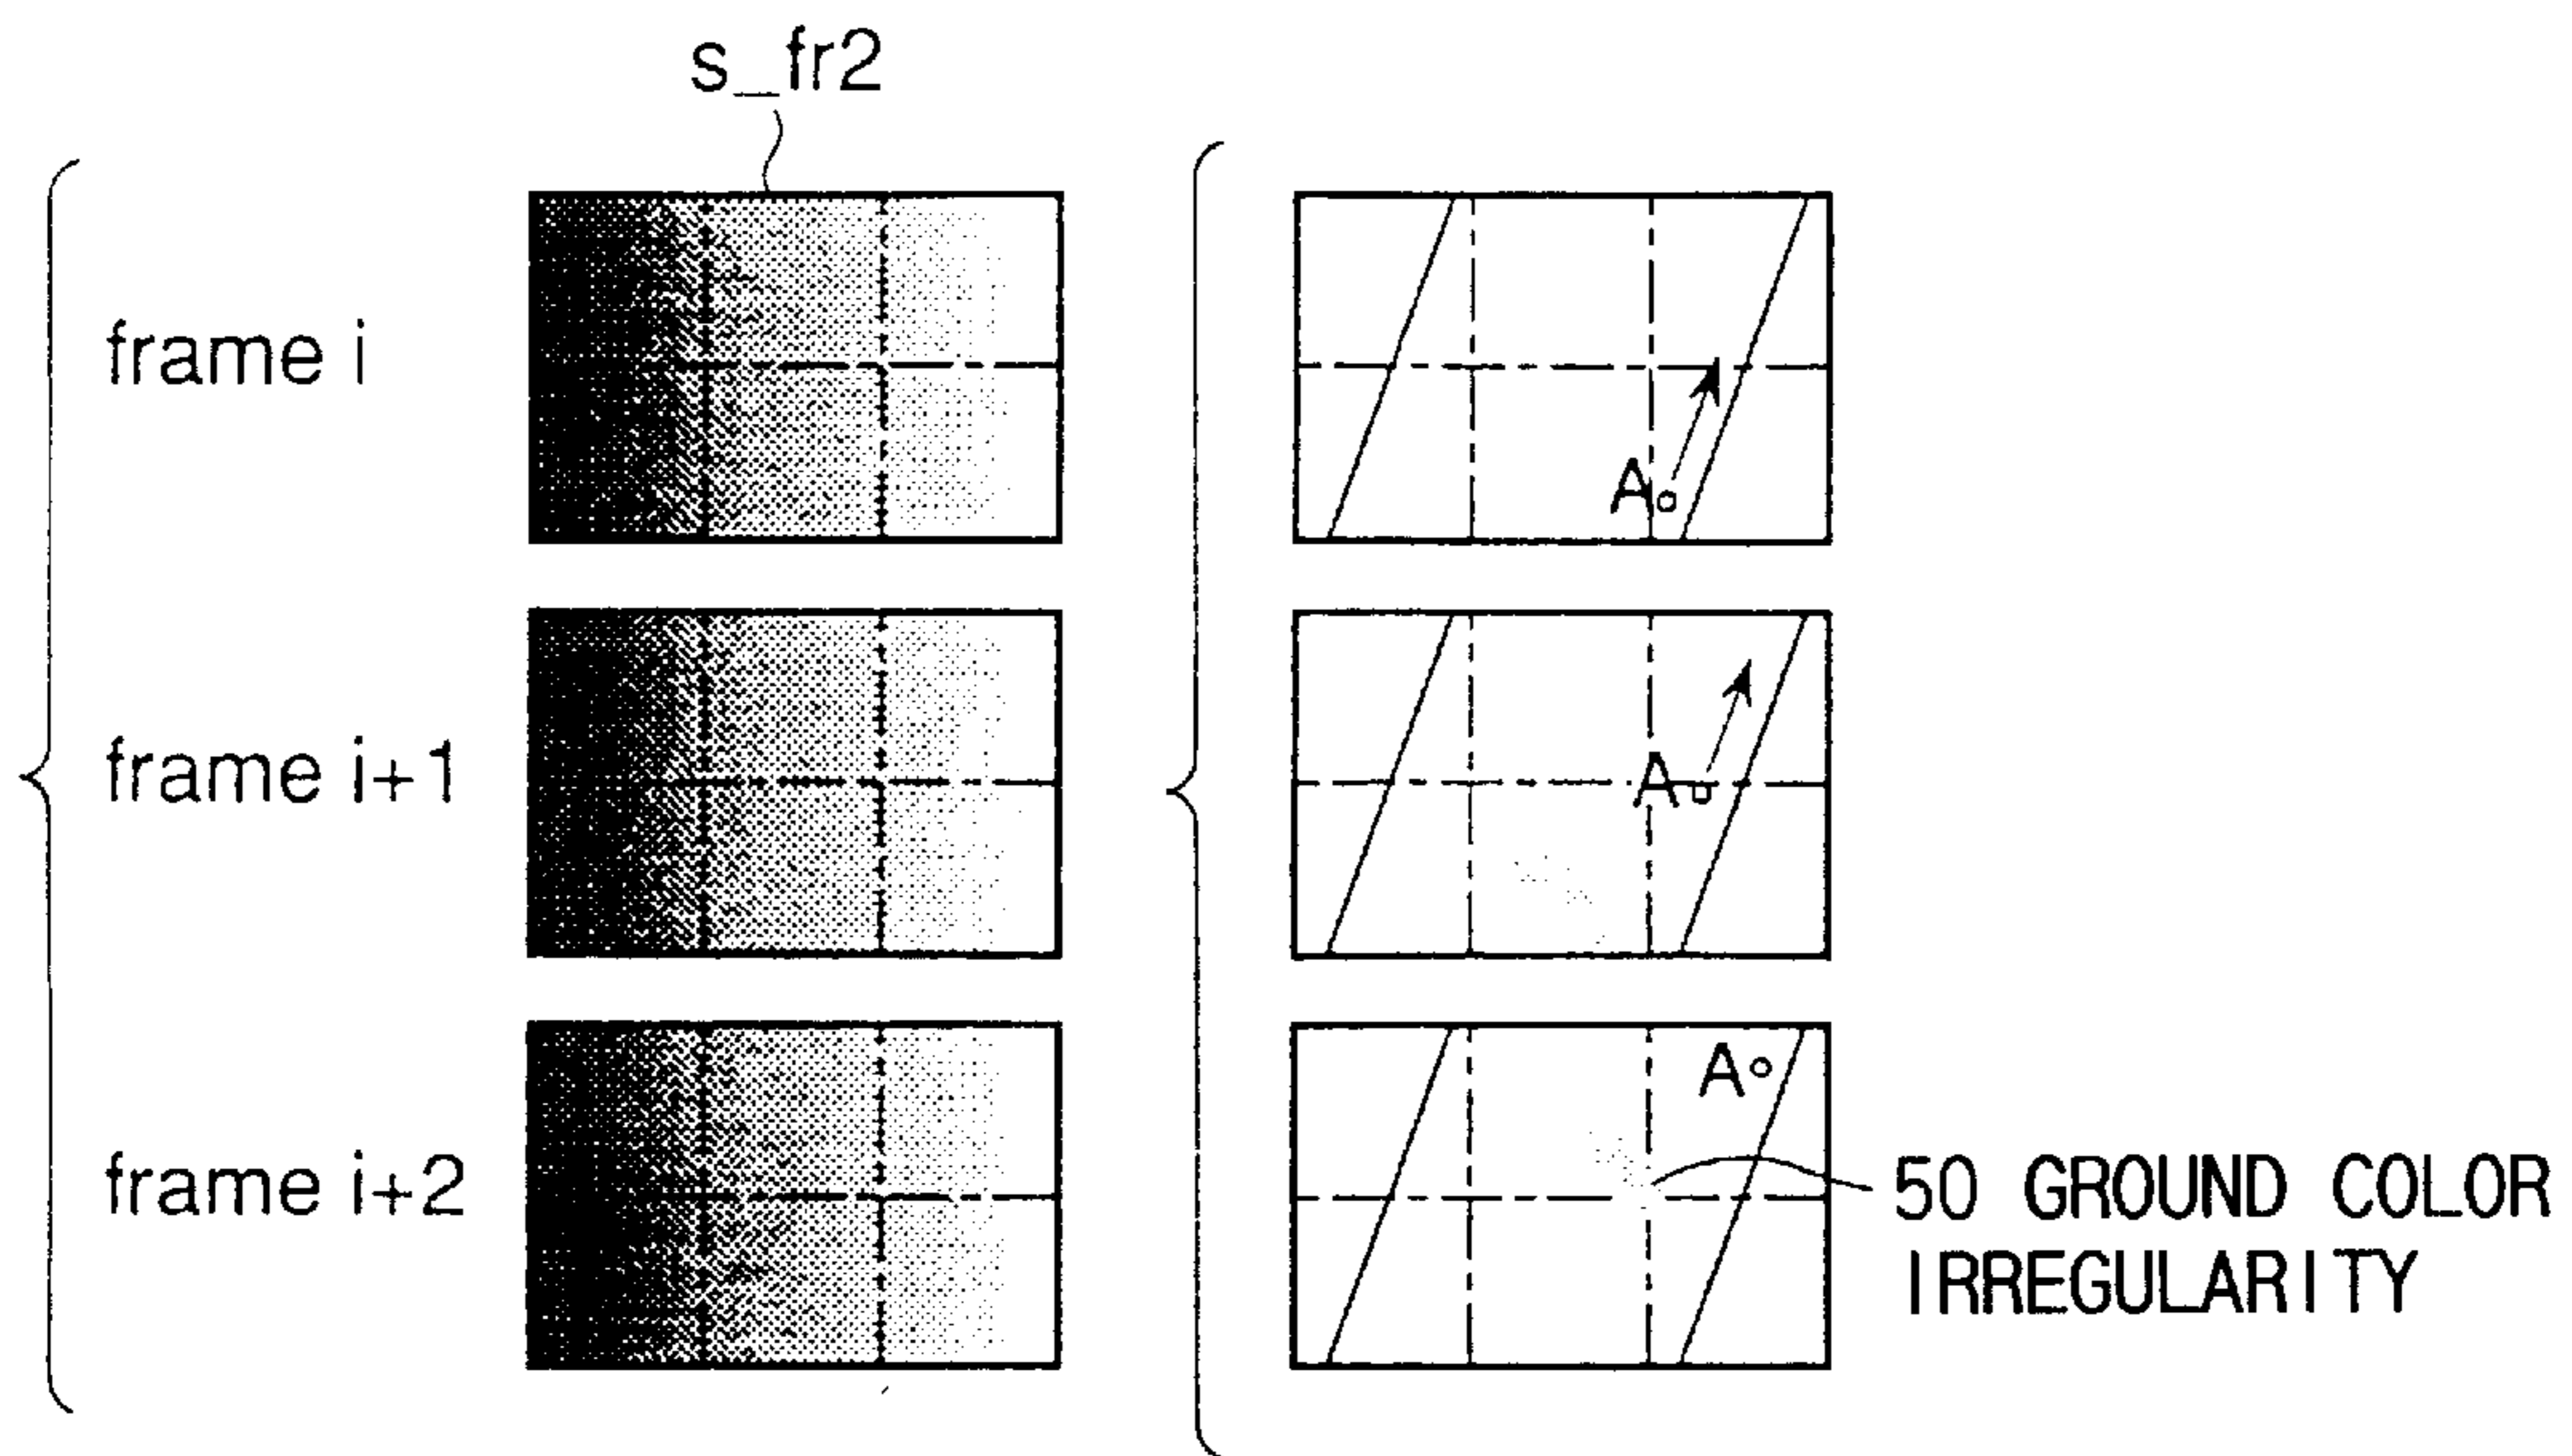 s_fr2
frame i
A
frame i+1
A
frame i+2
A
50 GROUND COLOR
IRREGULARITY